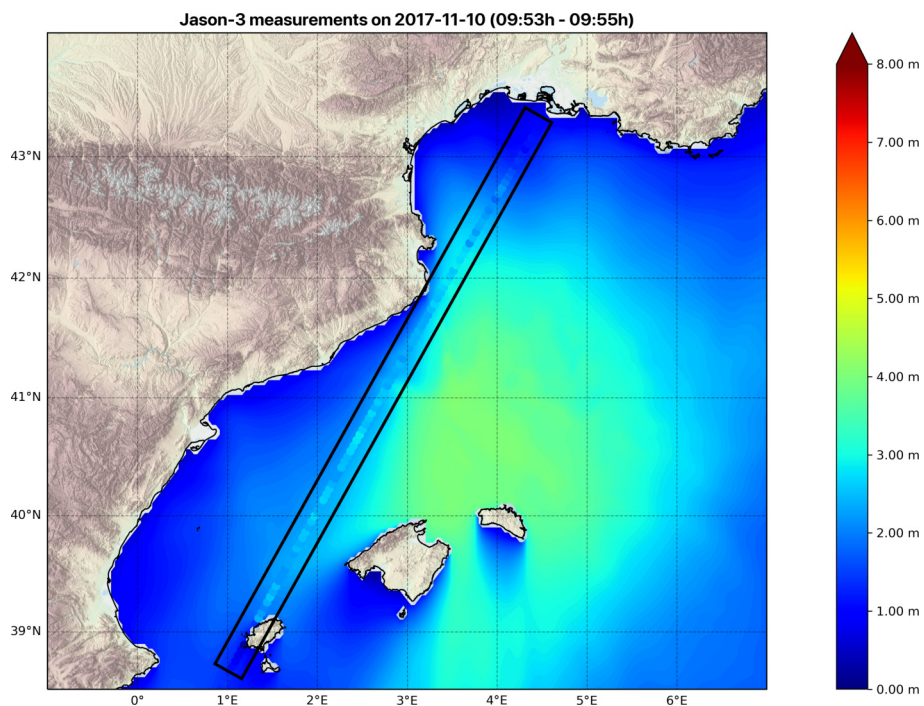 Jason-3 measurements on 2017-11-10 (09:53h - 09:55h)
43°N
42°N
41°N
40°N
39°N
0°
1°E
2°E
3°E
4°E
5°E
6°E
8.00 m
7.00 m
6.00 m
5.00 m
4.00 m
3.00 m
2.00 m
1.00 m
0.00 m